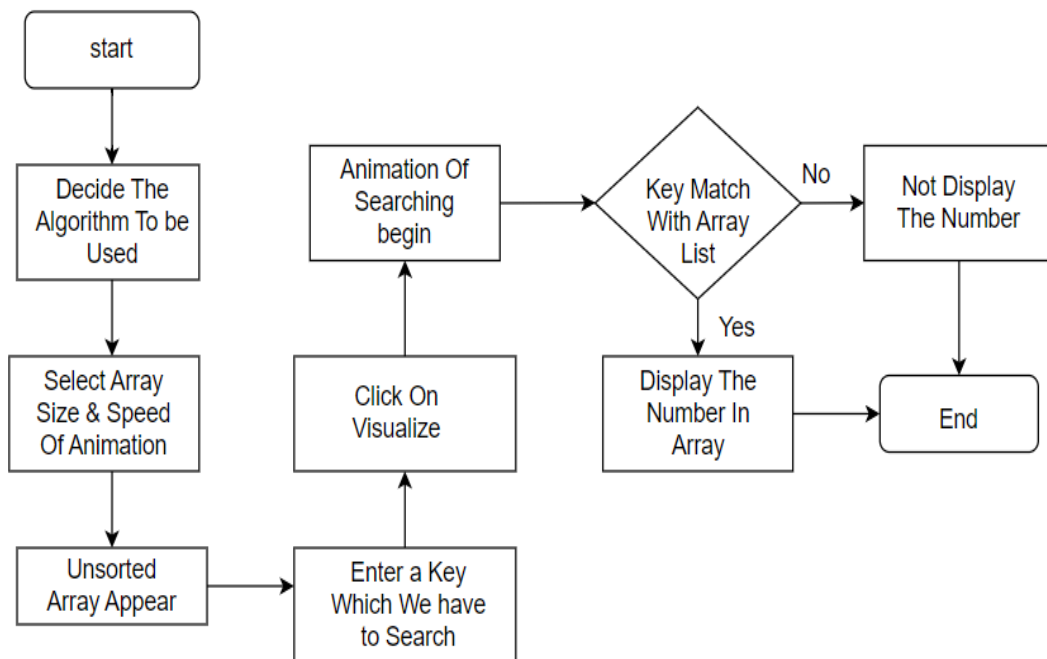 start
Decide The
Algorithm To be
Used
Select Array
Size & Speed
Of Animation
Unsorted
Array Appear
Enter a Key
Which We have
to Search
Click On
Visualize
Animation Of
Searching
begin
Key Match
With Array
List
No
Not Display
The Number
Yes
Display The
Number In
Array
End